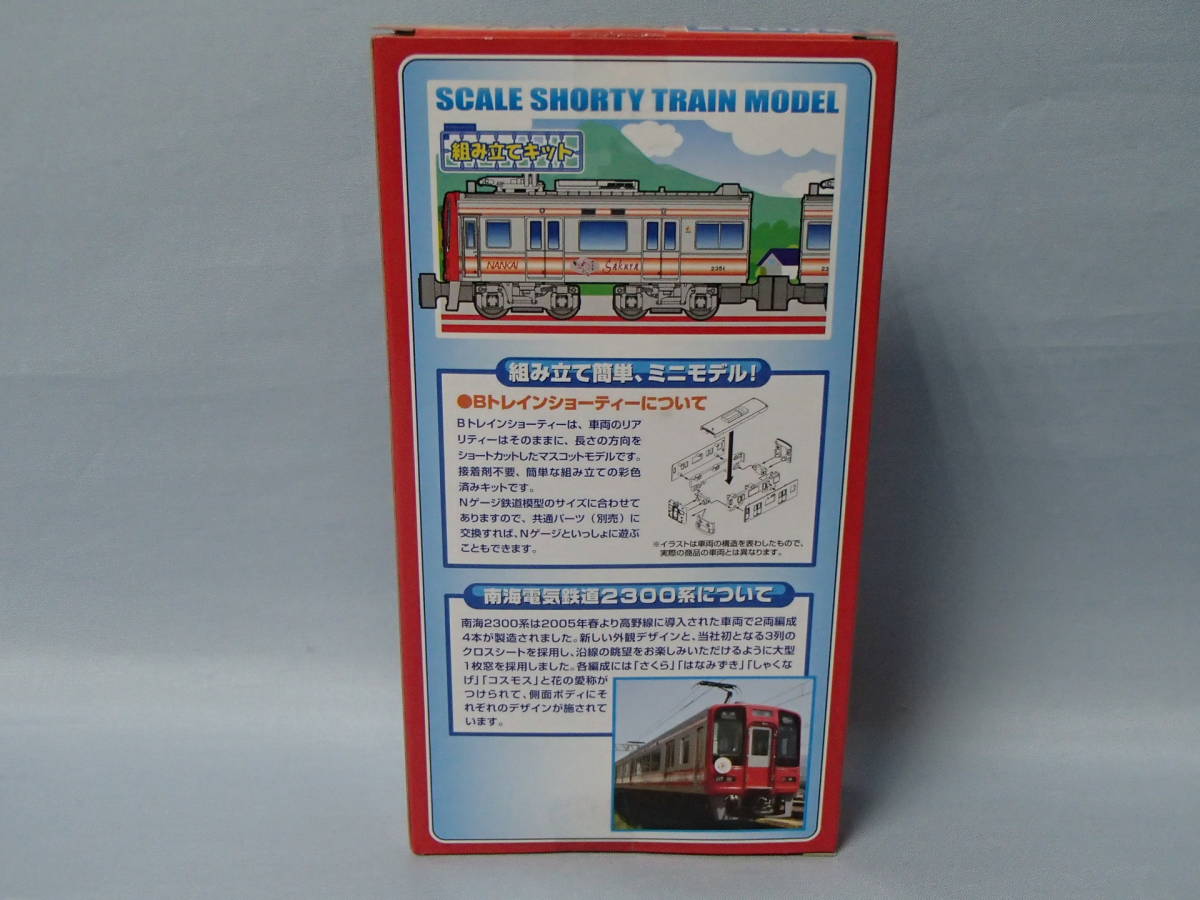 SCALE SHORTY TRAIN MODEL
組み立てキット
NANKAI
Sakura
2351
組み立て簡単、ミニモデル!
●Bトレインショーティーについて
Bトレインショーティーは、車両のリア
リティーはそのままに、長さの方向を
ショートカットしたマスコットモデルです。
接着剤不要、簡単な組み立ての彩色
済みキットです。
Nゲージ鉄道模型のサイズに合わせて
ありますので、共通パーツ(別売)に
交換すれば、Nゲージといっしょに遊ぶ
こともできます。
※イラストは車両の構造を表わしたもので、
実際の商品の車両とは異なります。
南海電気鉄道2300系について
南海2300系は2005年春より高野線に導入された車両で2両編成
4本が製造されました。新しい外観デザインと、当社初となる3列の
クロスシートを採用し、沿線の眺望をお楽しみいただけるように大型
1枚窓を採用しました。各編成には「さくら」「はなみずき」「しゃくな
げ」「コスモス」と花の愛称が
つけられて、側面ボディにそ
れぞれのデザインが施されて
います。